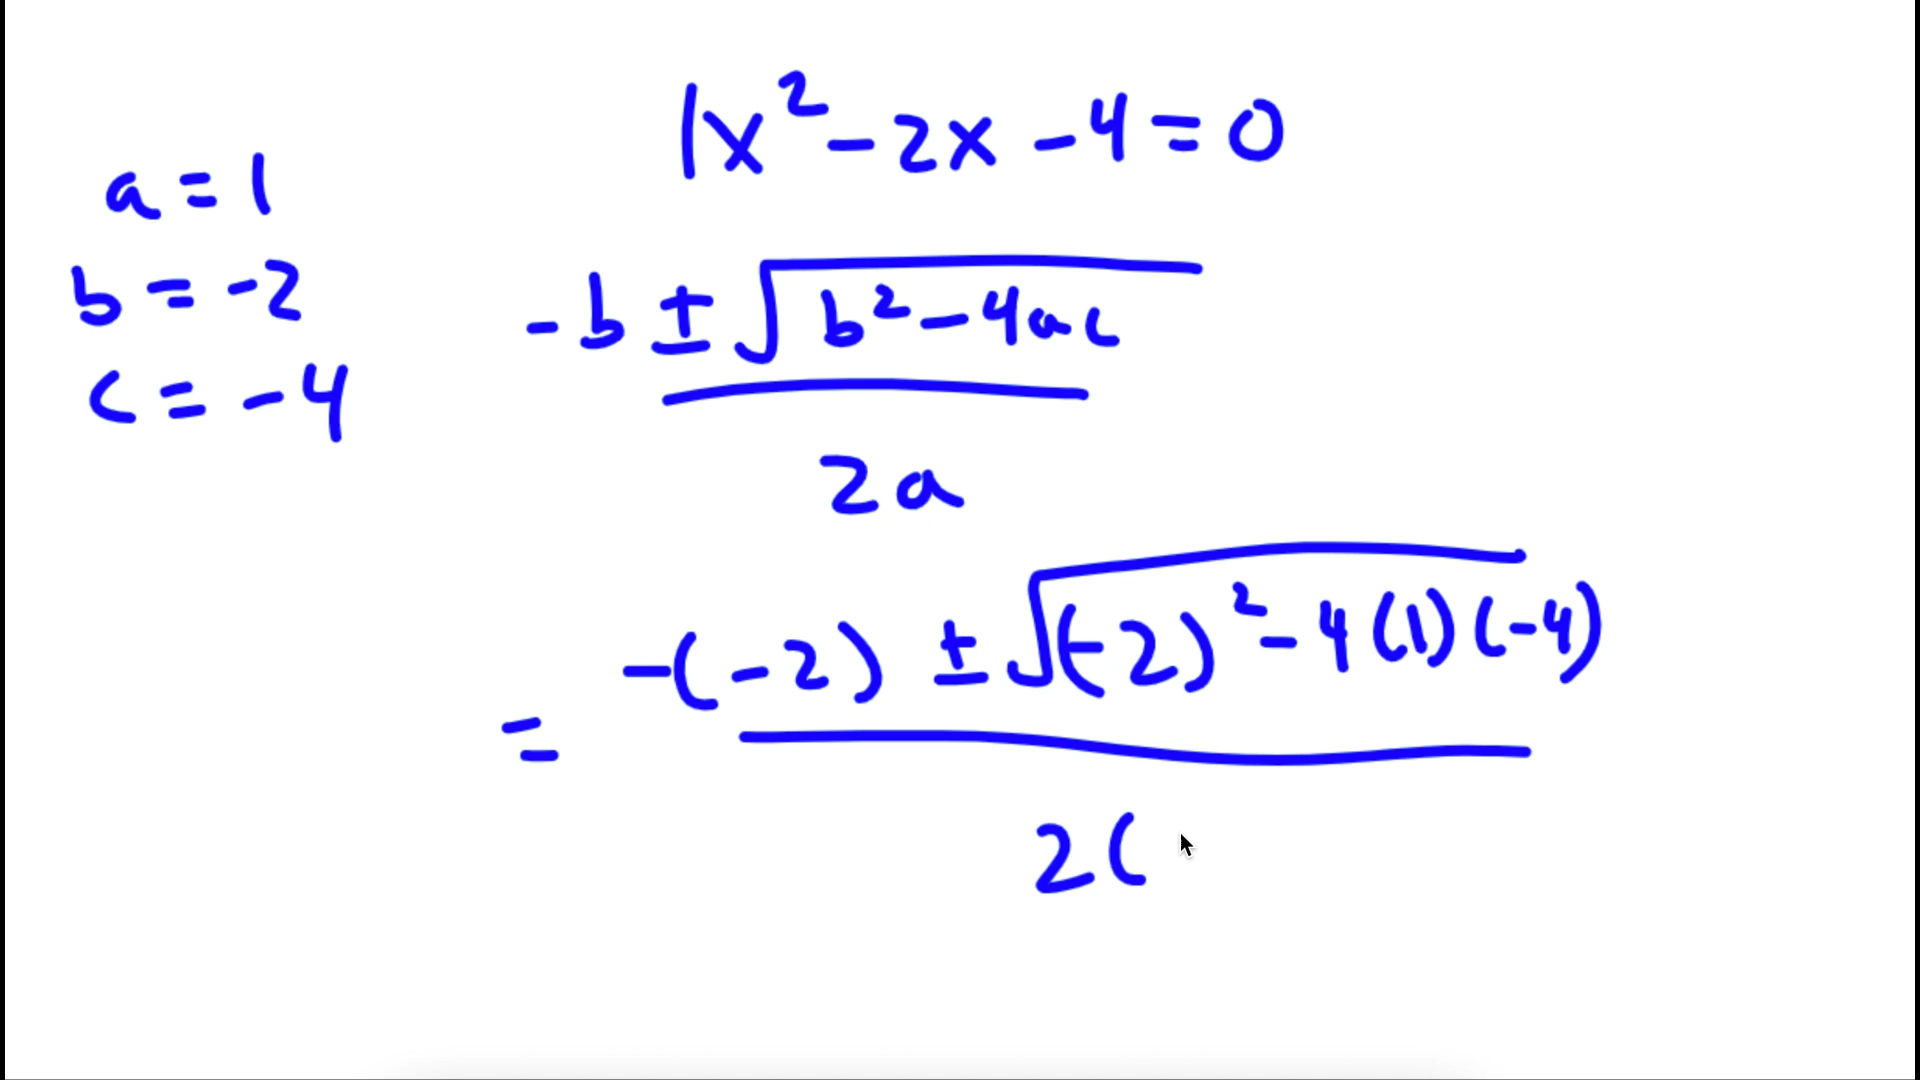 1x² - 2x - 4 = 0
a = 1
b = -2
c = -4
-b ± √(b² - 4ac)
2a
= -(-2) ± √((-2)² - 4(1)(-4))
2(